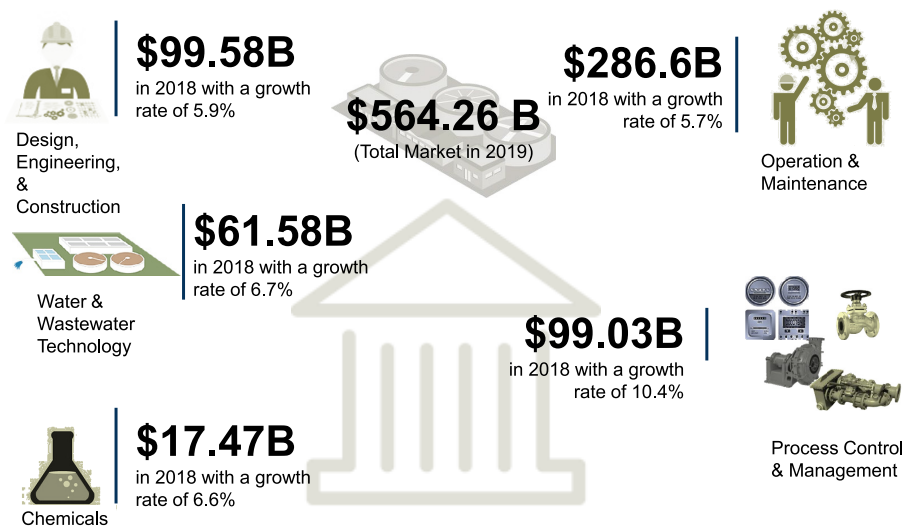 $99.58B
in 2018 with a growth
rate of 5.9%
Design,
Engineering,
&
Construction
$564.26 B
(Total Market in 2019)
$286.6B
in 2018 with a growth
rate of 5.7%
Operation &
Maintenance
$61.58B
in 2018 with a growth
rate of 6.7%
Water &
Wastewater
Technology
$99.03B
in 2018 with a growth
rate of 10.4%
Process Control
& Management
$17.47B
in 2018 with a growth
rate of 6.6%
Chemicals